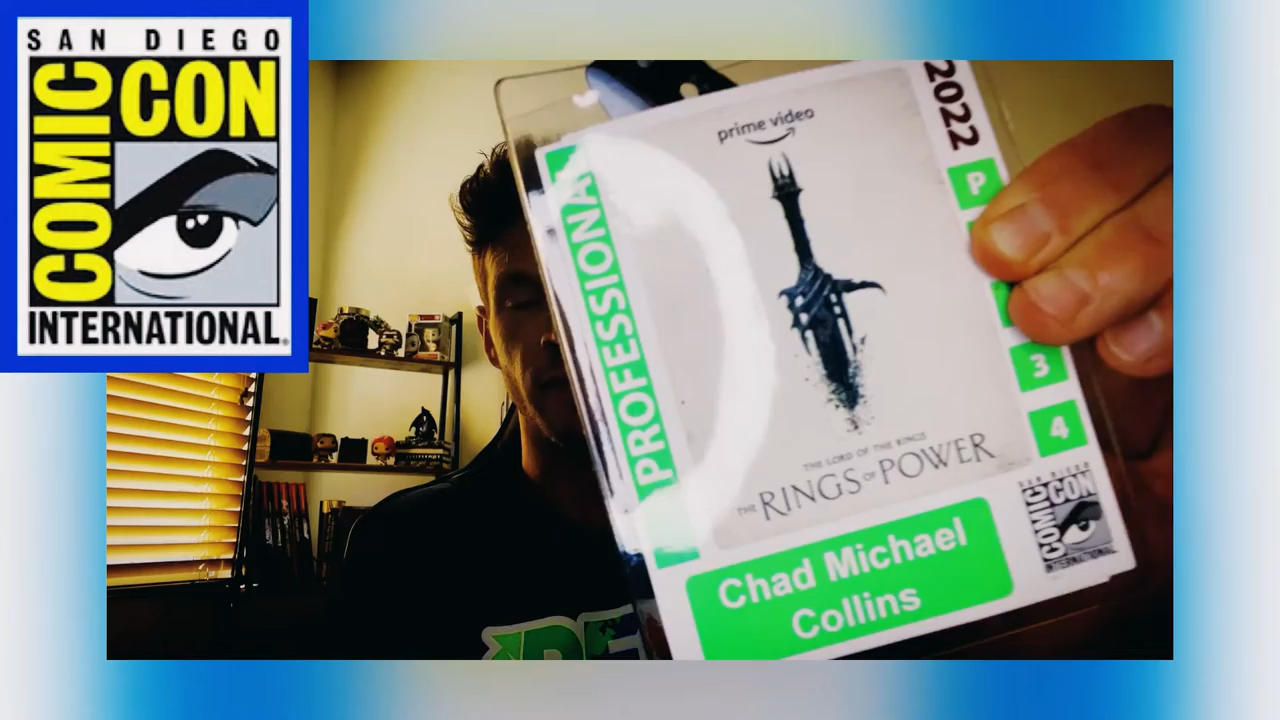 SAN DIEGO
COMIC CON
INTERNATIONAL
2022
prime video
PROFESSIONAL
P
3
4
THE LORD OF THE RINGS
THE RINGS OF POWER
SAN DIEGO
COMIC CON
INTERNATIONAL
Chad Michael
Collins